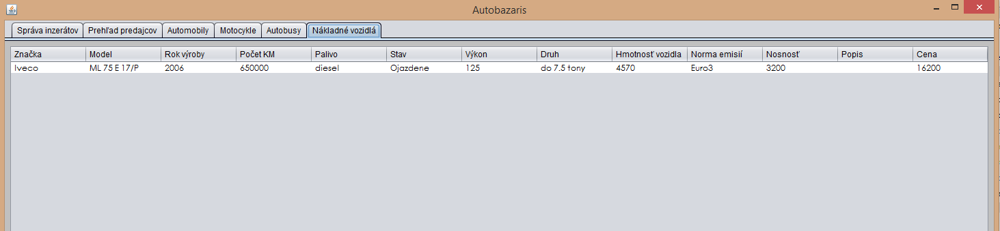 Autobazaris
Správa inzerátov Prehľad predajcov Automobily Motocykle Autobusy Nákladné vozidlá
Značka Model Rok výroby Počet KM Palivo Stav Výkon Druh Hmotnosť vozidla Norma emisií Nosnosť Popis Cena
Iveco ML 75 E 17/P 2006 650000 diesel Ojazdene 125 do 7.5 tony 4570 Euro3 3200 16200